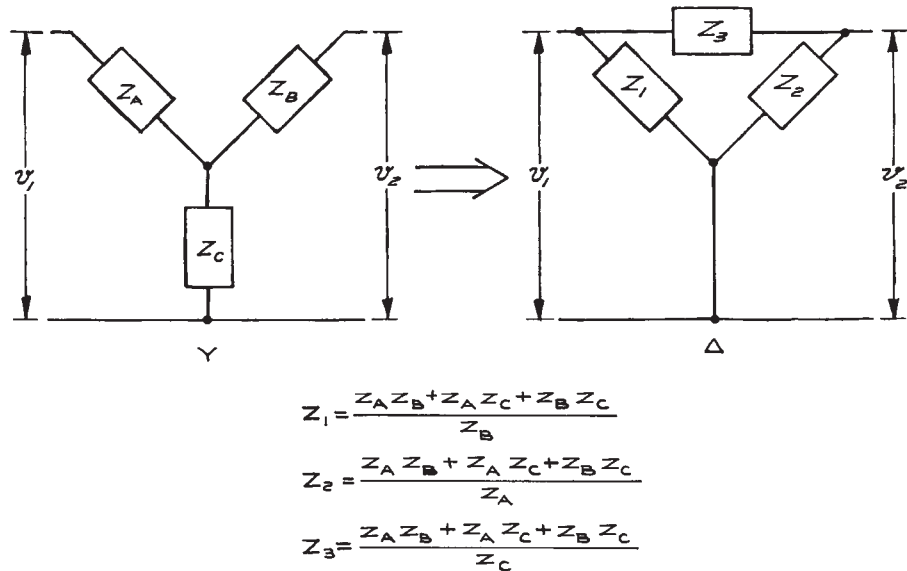 Z_A Z_B
v_1 v_2
Z_C
Y
Z_3
Z_1 Z_2
v_1 v_2
Δ
Z_1 = (Z_A Z_B + Z_A Z_C + Z_B Z_C) / Z_B
Z_2 = (Z_A Z_B + Z_A Z_C + Z_B Z_C) / Z_A
Z_3 = (Z_A Z_B + Z_A Z_C + Z_B Z_C) / Z_C